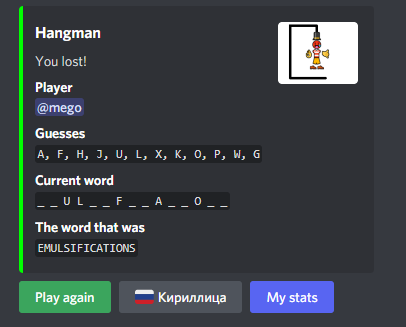 Hangman
You lost!
Player
@mego
Guesses
A, F, H, J, U, L, X, K, O, P, W, G
Current word
_ _ U L _ _ F _ _ A _ _ O _ _
The word that was
EMULSIFICATIONS
Play again
Кириллица
My stats